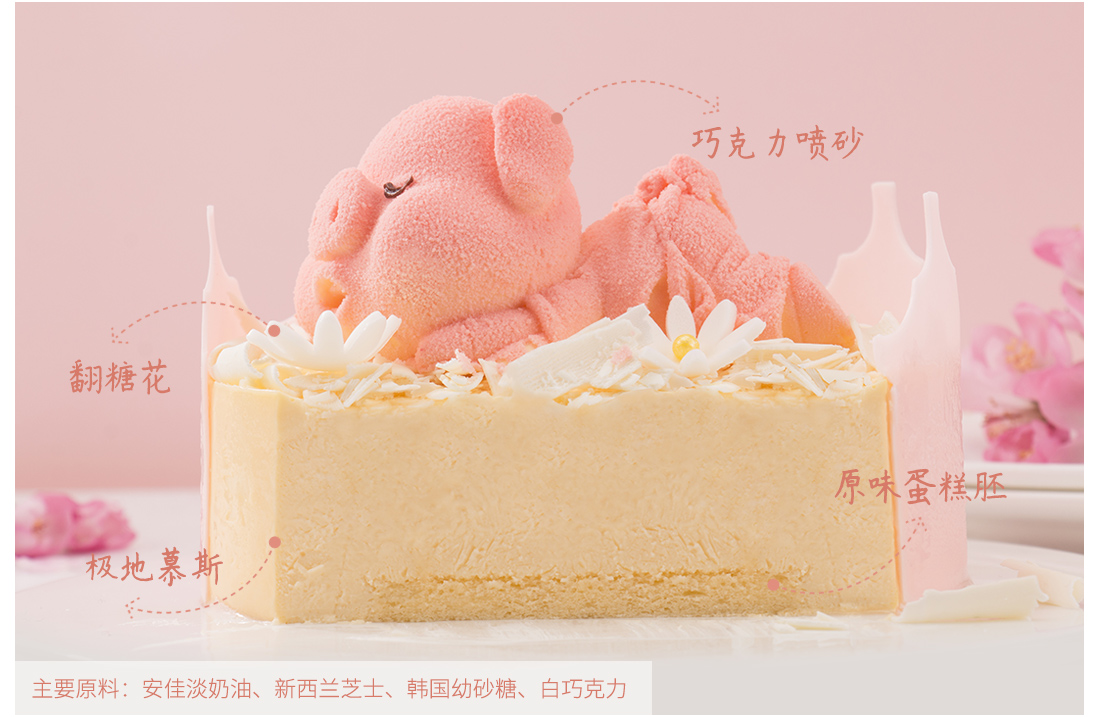 巧克力喷砂
翻糖花
原味蛋糕胚
极地慕斯
主要原料：安佳淡奶油、新西兰芝士、韩国幼砂糖、白巧克力